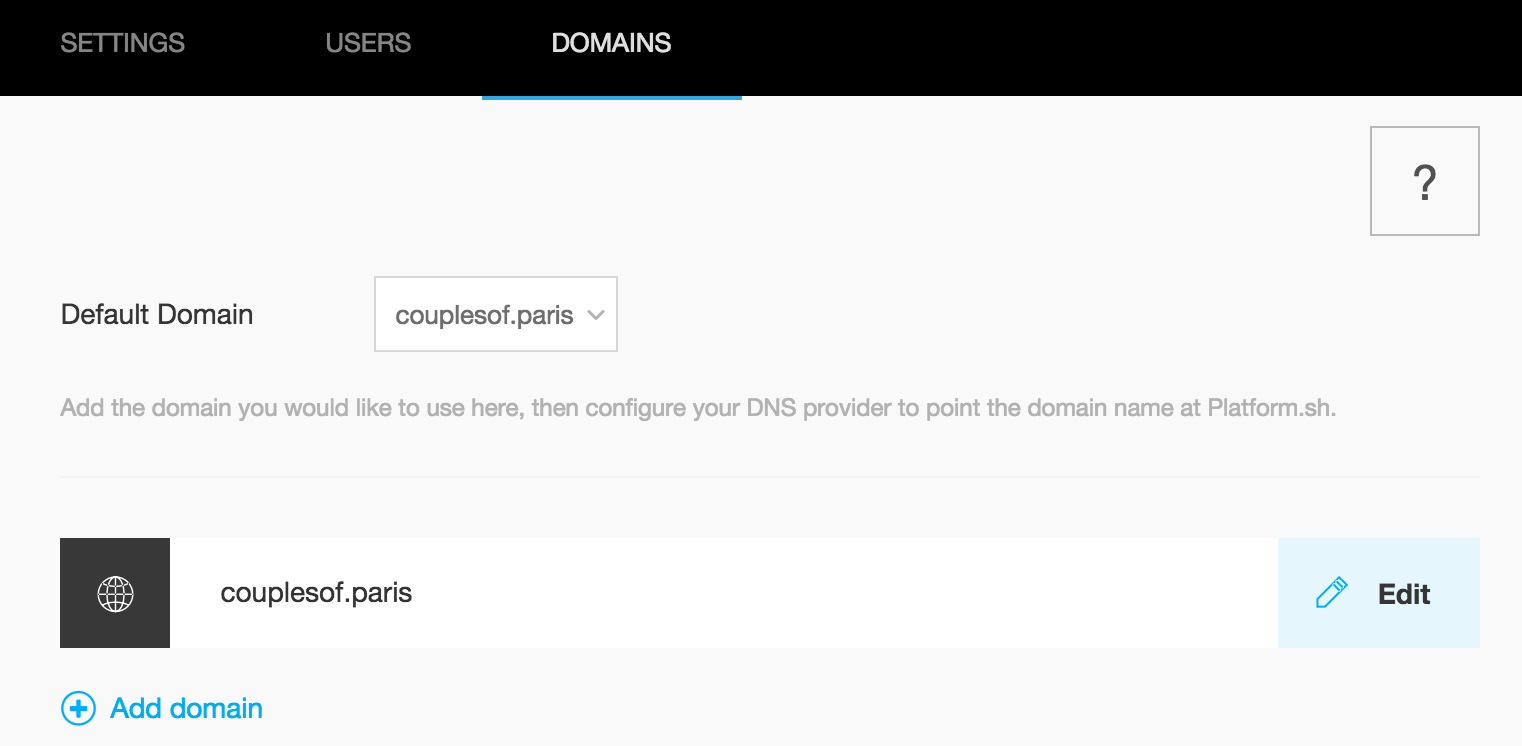 SETTINGS USERS DOMAINS
?
Default Domain couplesof.paris
Add the domain you would like to use here, then configure your DNS provider to point the domain name at Platform.sh.
couplesof.paris Edit
Add domain